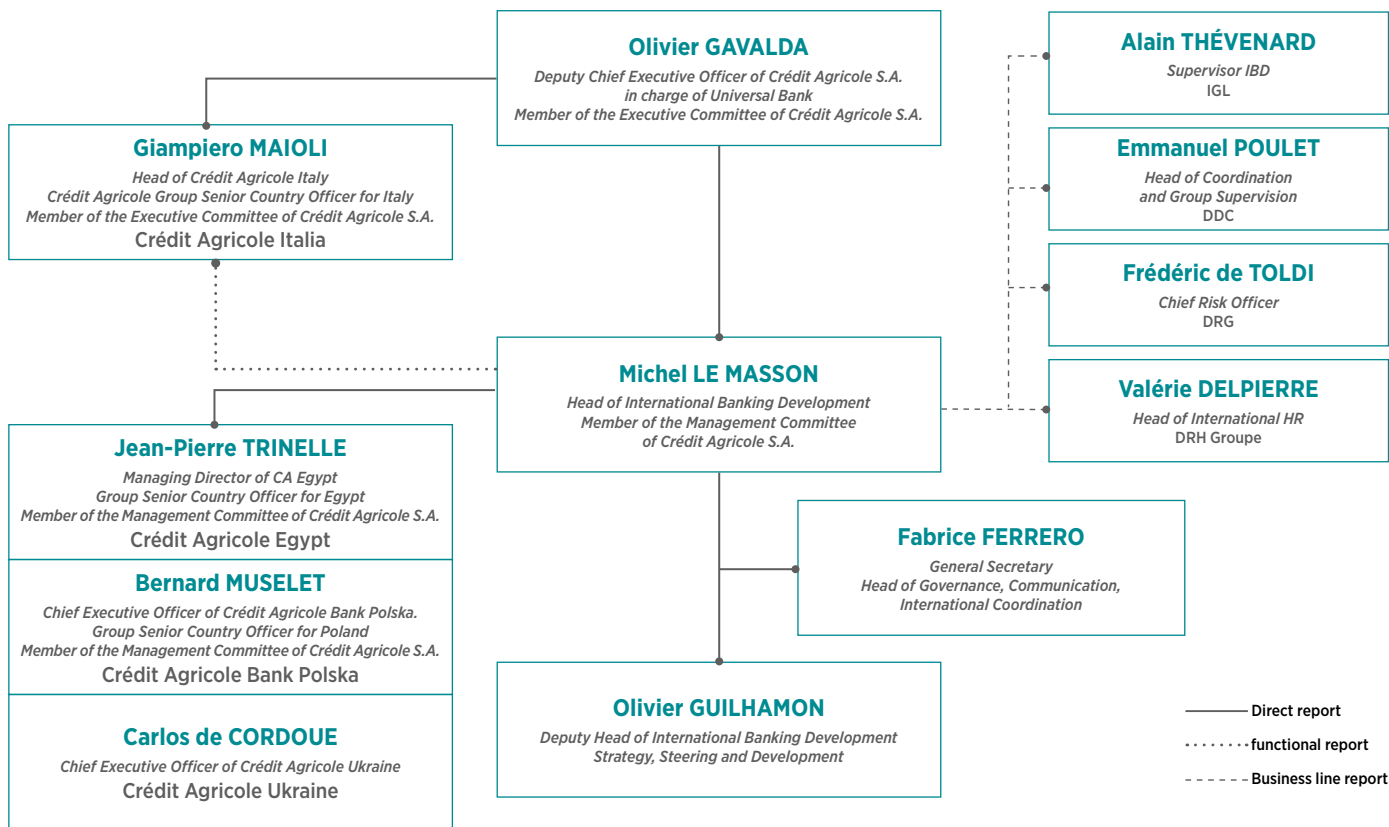 Olivier GAVALDA
Deputy Chief Executive Officer of Crédit Agricole S.A.
in charge of Universal Bank
Member of the Executive Committee of Crédit Agricole S.A.
Giampiero MAIOLI
Head of Crédit Agricole Italy
Crédit Agricole Group Senior Country Officer for Italy
Member of the Executive Committee of Crédit Agricole S.A.
Crédit Agricole Italia
Alain THÉVENARD
Supervisor IBD
IGL
Emmanuel POULET
Head of Coordination
and Group Supervision
DDC
Frédéric de TOLDI
Chief Risk Officer
DRG
Valérie DELPIERRE
Head of International HR
DRH Groupe
Michel LE MASSON
Head of International Banking Development
Member of the Management Committee
of Crédit Agricole S.A.
Jean-Pierre TRINELLE
Managing Director of CA Egypt
Group Senior Country Officer for Egypt
Member of the Management Committee of Crédit Agricole S.A.
Crédit Agricole Egypt
Bernard MUSELET
Chief Executive Officer of Crédit Agricole Bank Polska.
Group Senior Country Officer for Poland
Member of the Management Committee of Crédit Agricole S.A.
Crédit Agricole Bank Polska
Carlos de CORDOUE
Chief Executive Officer of Crédit Agricole Ukraine
Crédit Agricole Ukraine
Fabrice FERRERO
General Secretary
Head of Governance, Communication,
International Coordination
Olivier GUILHAMON
Deputy Head of International Banking Development
Strategy, Steering and Development
Direct report
functional report
Business line report